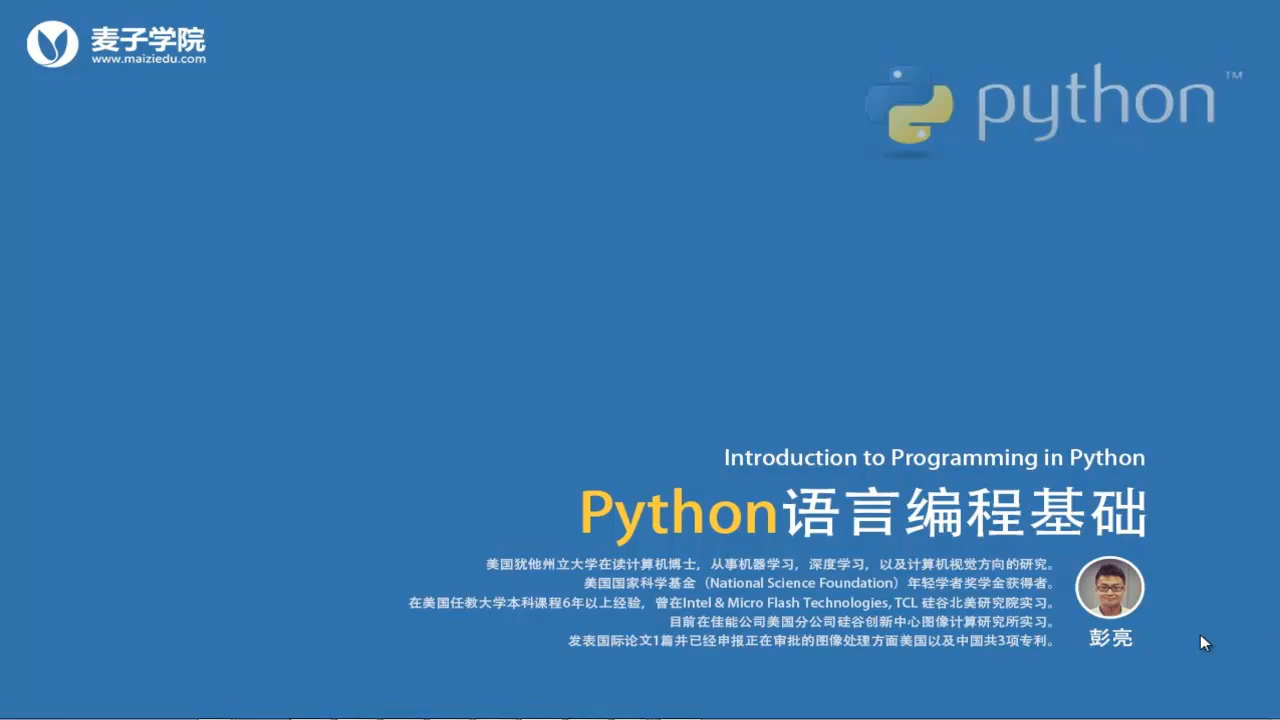 麦子学院
www.maiziedu.com
python™
Introduction to Programming in Python
Python语言编程基础
美国犹他州立大学在读计算机博士，从事机器学习，深度学习，以及计算机视觉方向的研究。
美国国家科学基金（National Science Foundation）年轻学者奖学金获得者。
在美国任教大学本科课程6年以上经验，曾在Intel & Micro Flash Technologies, TCL 硅谷北美研究院实习。
目前在佳能公司美国分公司硅谷创新中心图像计算研究所实习。
发表国际论文1篇并已经申报正在审批的图像处理方面美国以及中国共3项专利。
彭亮